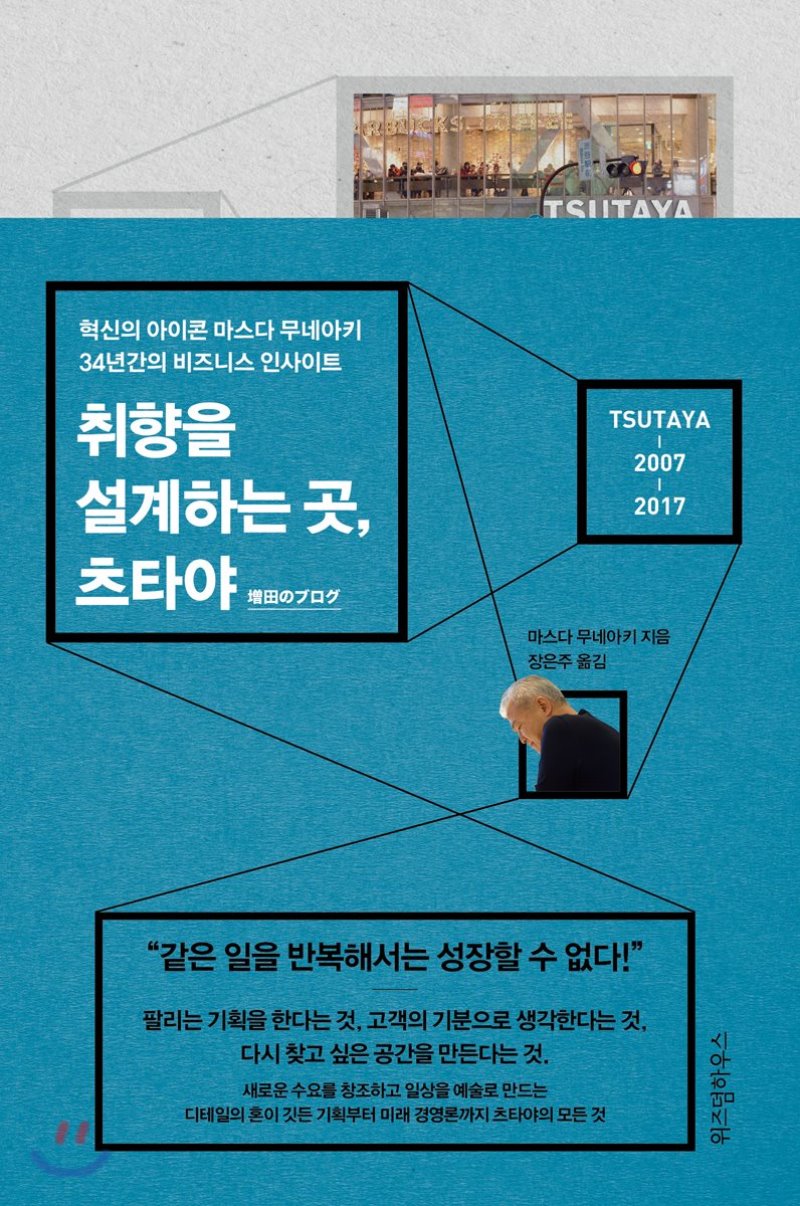 TSUTAYA
혁신의 아이콘 마스다 무네아키
34년간의 비즈니스 인사이트
취향을
설계하는 곳,
츠타야 増田のブログ
TSUTAYA
2007
2017
마스다 무네아키 지음
장은주 옮김
“같은 일을 반복해서는 성장할 수 없다!”
팔리는 기획을 한다는 것, 고객의 기분으로 생각한다는 것,
다시 찾고 싶은 공간을 만든다는 것.
새로운 수요를 창조하고 일상을 예술로 만드는
디테일의 혼이 깃든 기획부터 미래 경영론까지 츠타야의 모든 것
위즈덤하우스